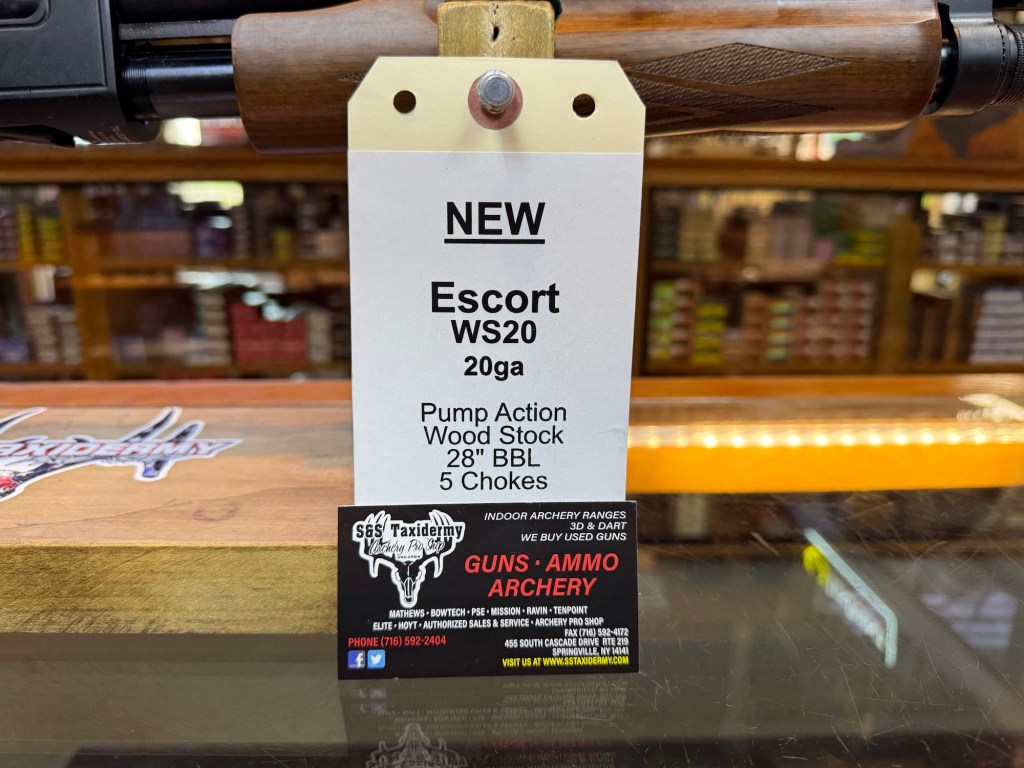 NEW
Escort
WS20
20ga
Pump Action
Wood Stock
28" BBL
5 Chokes
TAXIDERMY
S&S Taxidermy
Archery Pro Shop
INDOOR ARCHERY RANGES
3D & DART
WE BUY USED GUNS
GUNS · AMMO
ARCHERY
MATHEWS • BOWTECH • PSE • MISSION • RAVIN • TENPOINT
ELITE • HOYT • AUTHORIZED SALES & SERVICE • ARCHERY PRO SHOP
PHONE (716) 592-2404
FAX (716) 592-4172
455 SOUTH CASCADE DRIVE RTE 219
SPRINGVILLE, NY 14141
VISIT US AT WWW.SSTAXIDERMY.COM